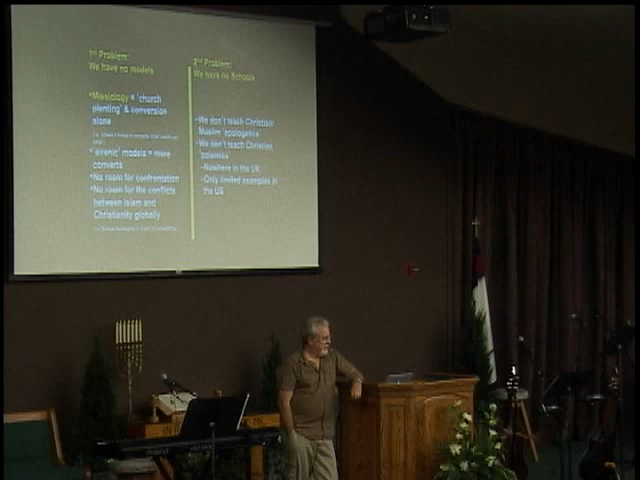 1st Problem:
We have no models
•Missiology = 'church
planting' & conversion
alone
•'eirenic' models = more
converts
•No room for confrontation
•No room for the conflicts
between Islam and
Christianity globally
2nd Problem:
We have no Schools
•We don't teach Christian/
Muslim 'apologetics'
•We don't teach Christian
'polemics'
–Nowhere in the UK
–Only limited examples in
the US